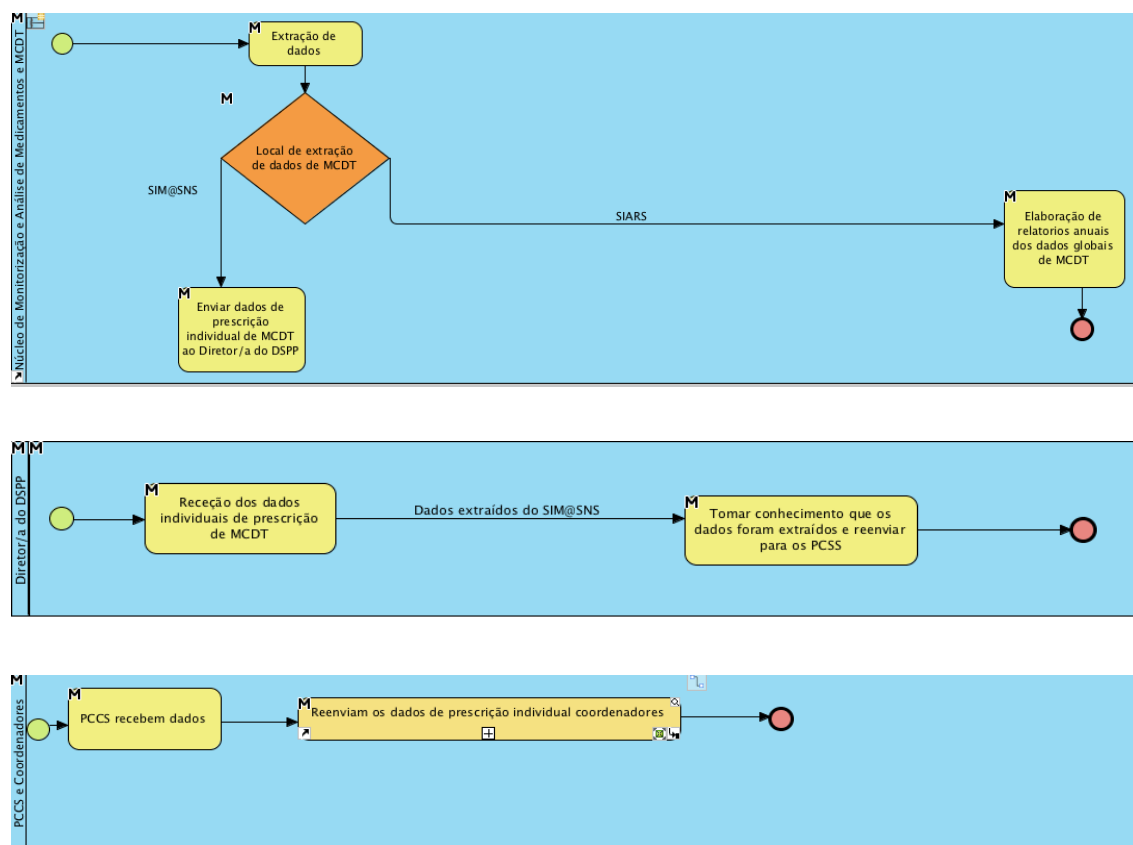 M
Núcleo de Monitorização e Análise de Medicamentos e MCDT
M
Extração de
dados
M
Local de extração
de dados de MCDT
SIM@SNS
SIARS
M
Elaboração de
relatorios anuais
dos dados globais
de MCDT
M
Enviar dados de
prescrição
individual de MCDT
ao Diretor/a do DSPP
M M
Diretor/a do DSPP
M
Receção dos dados
individuais de prescrição
de MCDT
Dados extraídos do SIM@SNS
M
Tomar conhecimento que os
dados foram extraídos e reenviar
para os PCSS
M
PCCS e Coordenadores
M
PCCS recebem dados
M
Reenviam os dados de prescrição individual coordenadores